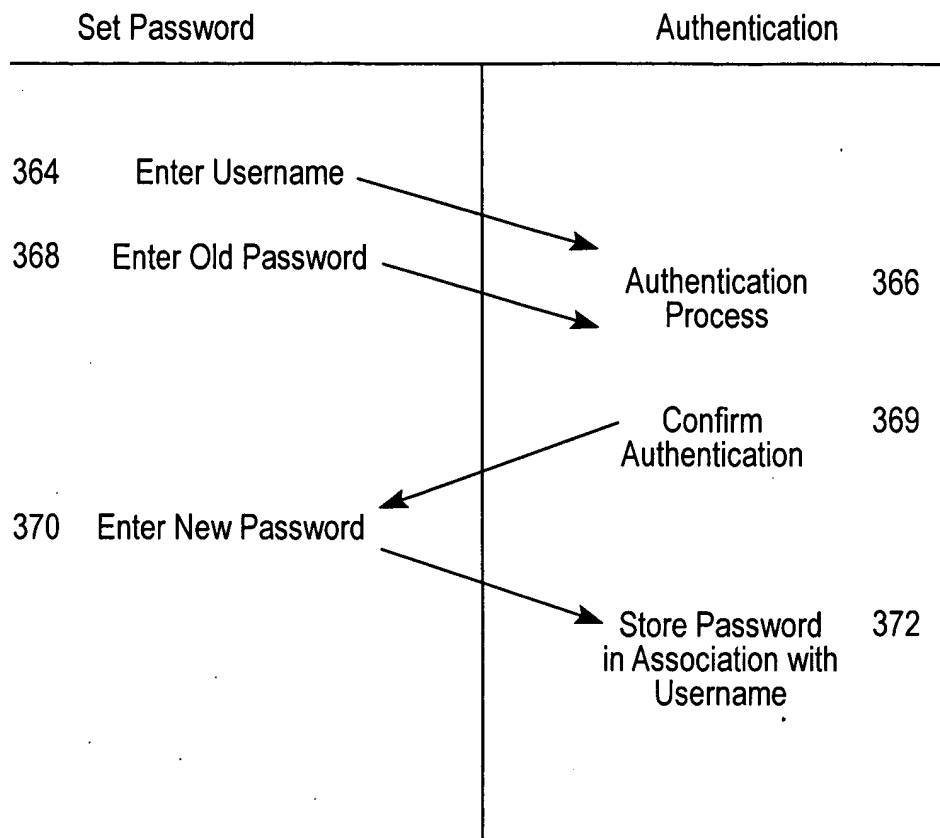 Set Password Authentication
364 Enter Username
368 Enter Old Password
Authentication 366
Process
Confirm 369
Authentication
370 Enter New Password
Store Password 372
in Association with
Username